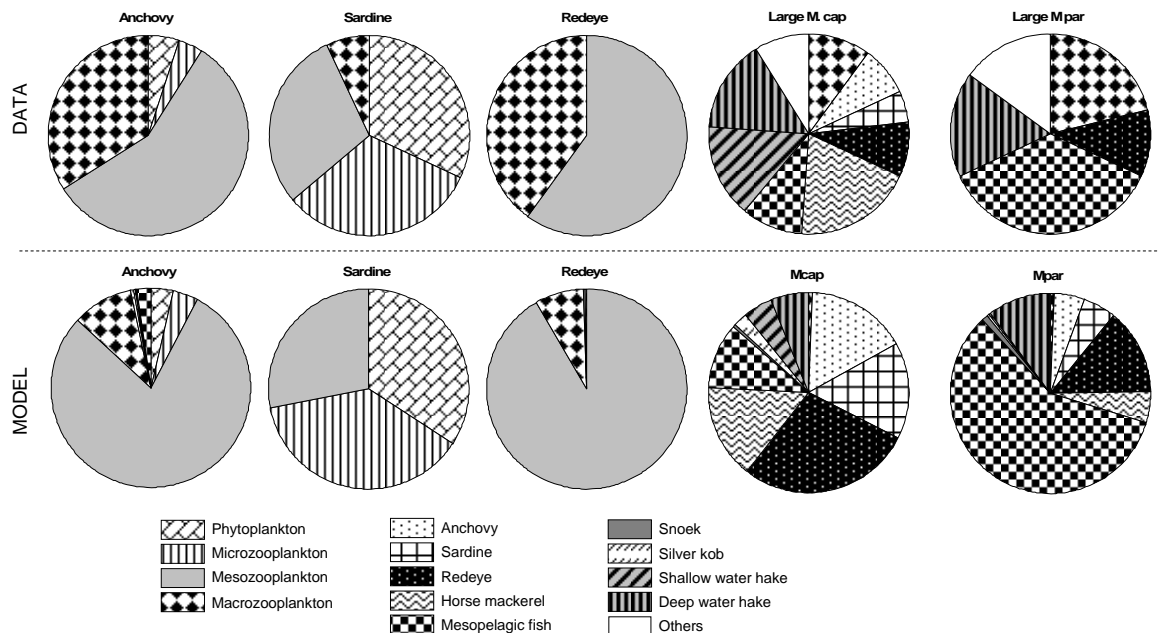 Anchovy
Sardine
Redeye
Large M. cap
Large M par
DATA
Anchovy
Sardine
Redeye
Mcap
Mpar
MODEL
Phytoplankton
Microzooplankton
Mesozooplankton
Macrozooplankton
Anchovy
Sardine
Redeye
Horse mackerel
Mesopelagic fish
Snoek
Silver kob
Shallow water hake
Deep water hake
Others